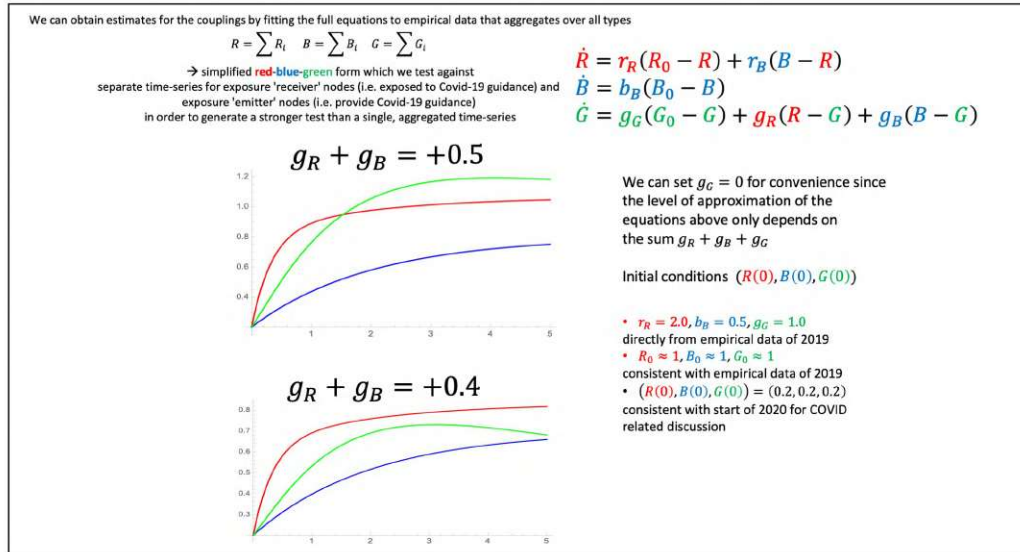 We can obtain estimates for the couplings by fitting the full equations to empirical data that aggregates over all types
R = ∑ R_i   B = ∑ B_i   G = ∑ G_i
→ simplified red-blue-green form which we test against
separate time-series for exposure 'receiver' nodes (i.e. exposed to Covid-19 guidance) and
exposure 'emitter' nodes (i.e. provide Covid-19 guidance)
in order to generate a stronger test than a single, aggregated time-series
Ṙ = r_R(R_0 − R) + r_B(B − R)
Ḃ = b_B(B_0 − B)
Ġ = g_G(G_0 − G) + g_R(R − G) + g_B(B − G)
g_R + g_B = +0.5
1.2
1.0
0.8
0.6
0.4
1 2 3 4 5
g_R + g_B = +0.4
0.8
0.7
0.6
0.5
0.4
0.3
1 2 3 4 5
We can set g_G = 0 for convenience since
the level of approximation of the
equations above only depends on
the sum g_R + g_B + g_G
Initial conditions (R(0), B(0), G(0))
• r_R = 2.0, b_B = 0.5, g_G = 1.0
directly from empirical data of 2019
• R_0 ≈ 1, B_0 ≈ 1, G_0 ≈ 1
consistent with empirical data of 2019
• (R(0), B(0), G(0)) = (0.2, 0.2, 0.2)
consistent with start of 2020 for COVID
related discussion